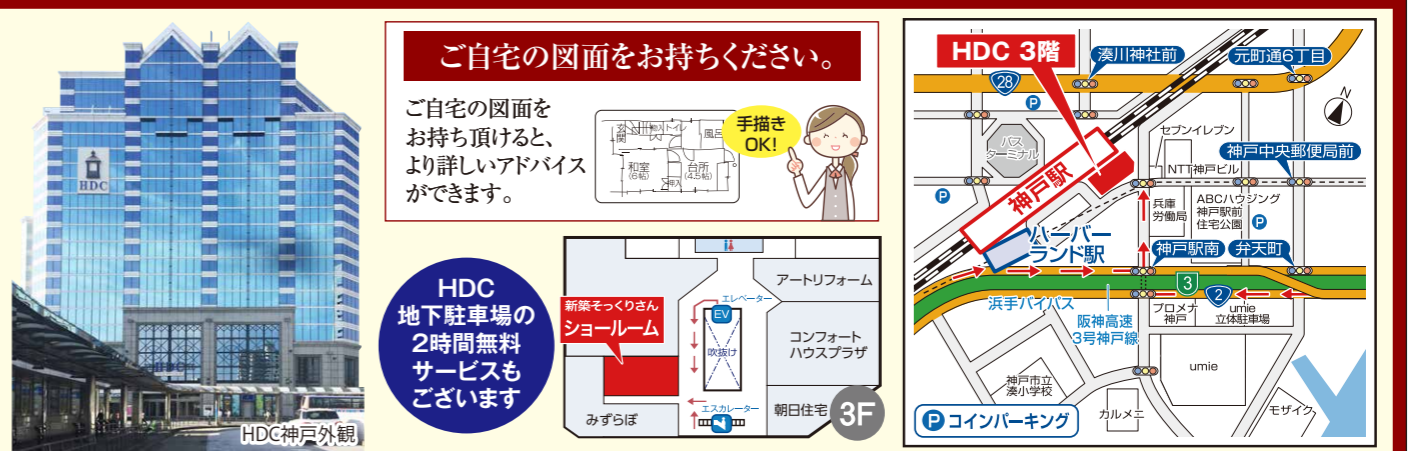 HDC
HDC神戸外観
ご自宅の図面をお持ちください。
ご自宅の図面を
お持ち頂けると、
より詳しいアドバイス
ができます。
玄関
押入
トイレ
風呂
和室
(6帖)
押入
台所
(4.5帖)
手描き
OK!
HDC
地下駐車場の
2時間無料
サービスも
ございます
新築そっくりさん
ショールーム
エレベーター
EV
吹抜け
エスカレーター
みずらぼ
アートリフォーム
コンフォート
ハウスプラザ
朝日住宅
3F
HDC 3階
28
湊川神社前
元町通6丁目
N
P
バス
ターミナル
セブンイレブン
NTT神戸ビル
神戸中央郵便局前
神戸駅
P
兵庫
労働局
ABCハウジング
神戸駅前
住宅公園
P
ハーバー
ランド駅
神戸駅南
弁天町
3
2
浜手バイパス
阪神高速
3号神戸線
プロメナ
神戸
umie
立体駐車場
umie
神戸市立
湊小学校
カルメニ
モザイク
P コインパーキング